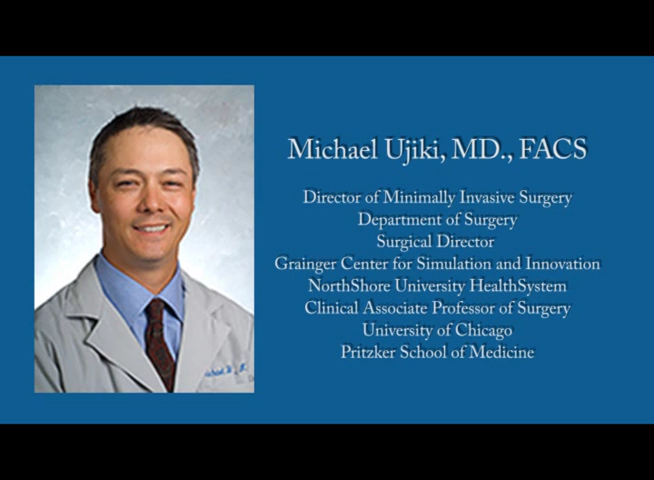 Michael Ujiki, MD., FACS
Director of Minimally Invasive Surgery
Department of Surgery
Surgical Director
Grainger Center for Simulation and Innovation
NorthShore University HealthSystem
Clinical Associate Professor of Surgery
University of Chicago
Pritzker School of Medicine